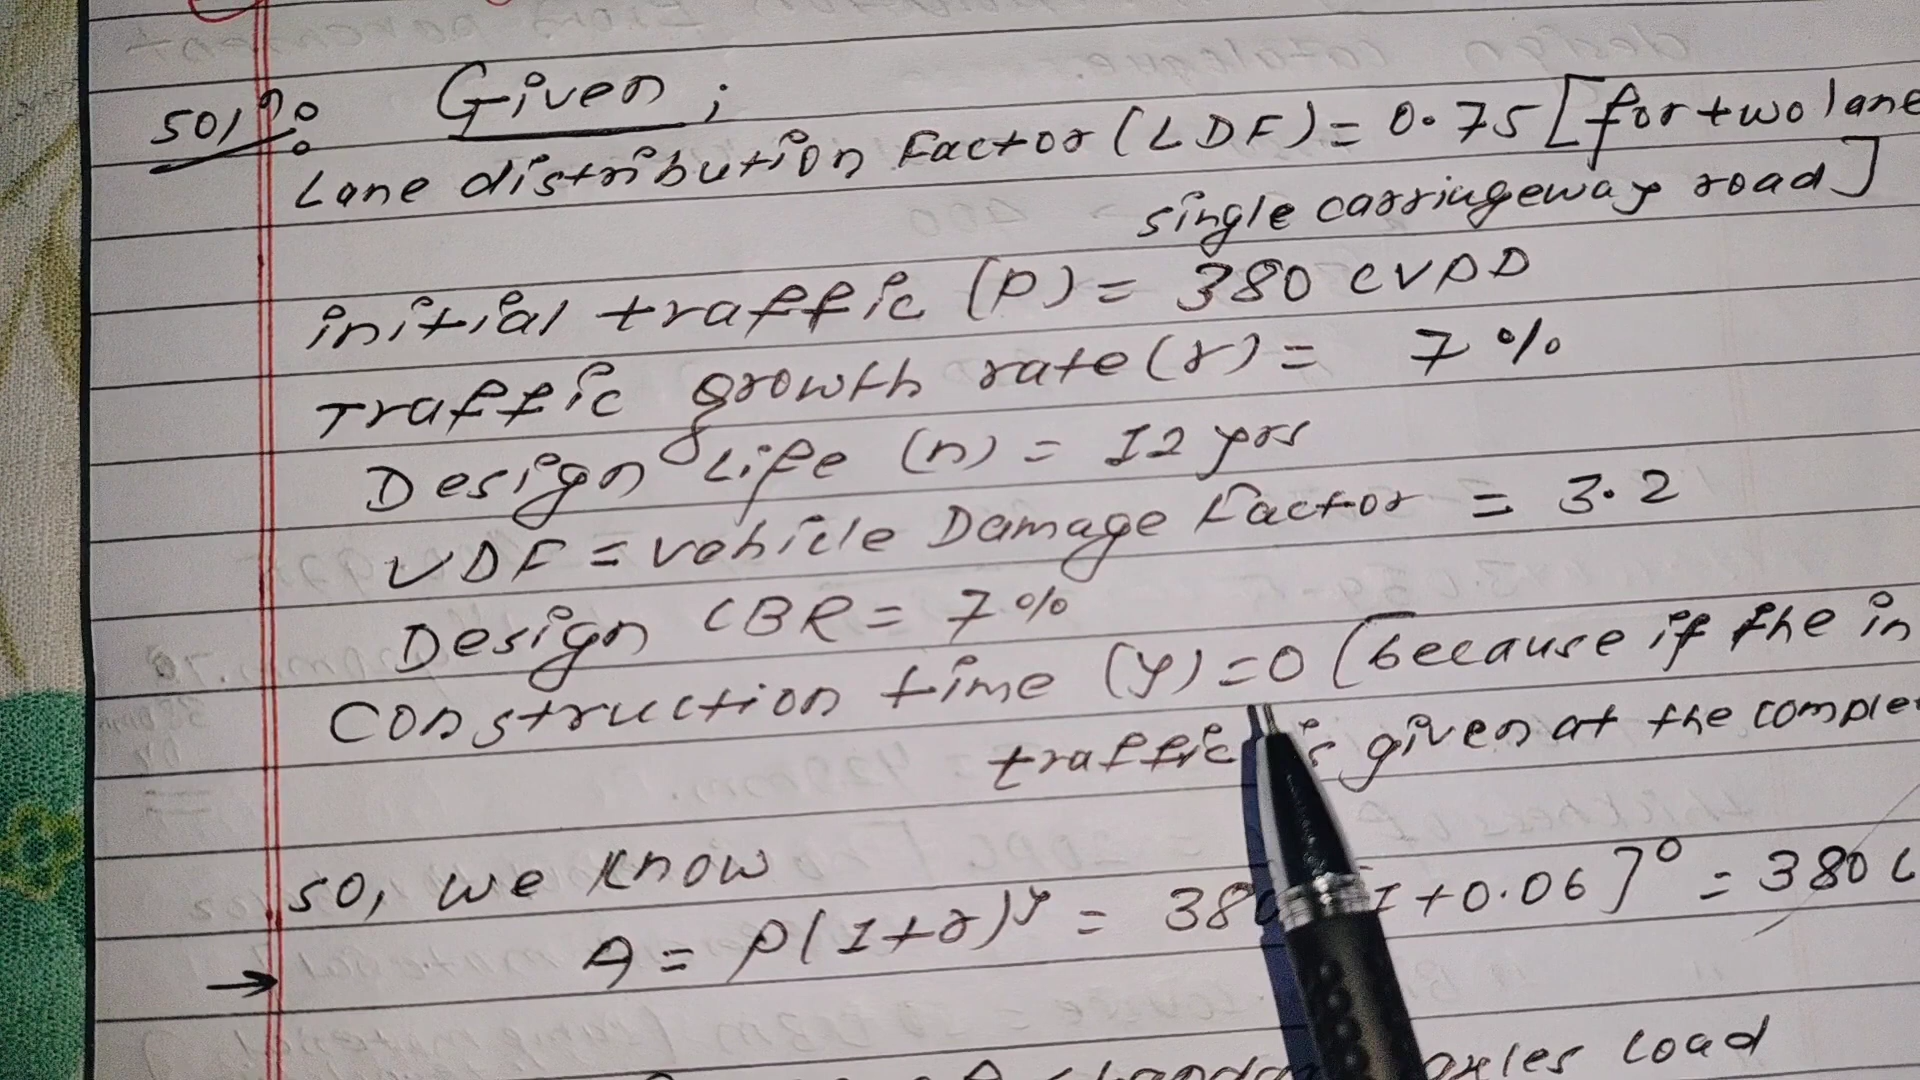 Sol?:
Given;
Lane distribution Factor (LDF) = 0.75 [for two lane
single carriageway road]
initial traffic (P) = 380 CVPD
Traffic growth rate (r) = 7 %
Design Life (n) = 12 yrs
VDF = vehicle Damage Factor = 3.2
Design CBR = 7 %
Construction time (y) = 0 (because if the in
traffic is given at the comple
so, we know
→ A = P(1+r)^y = 380 1+0.06]^0 = 380 C
axles load